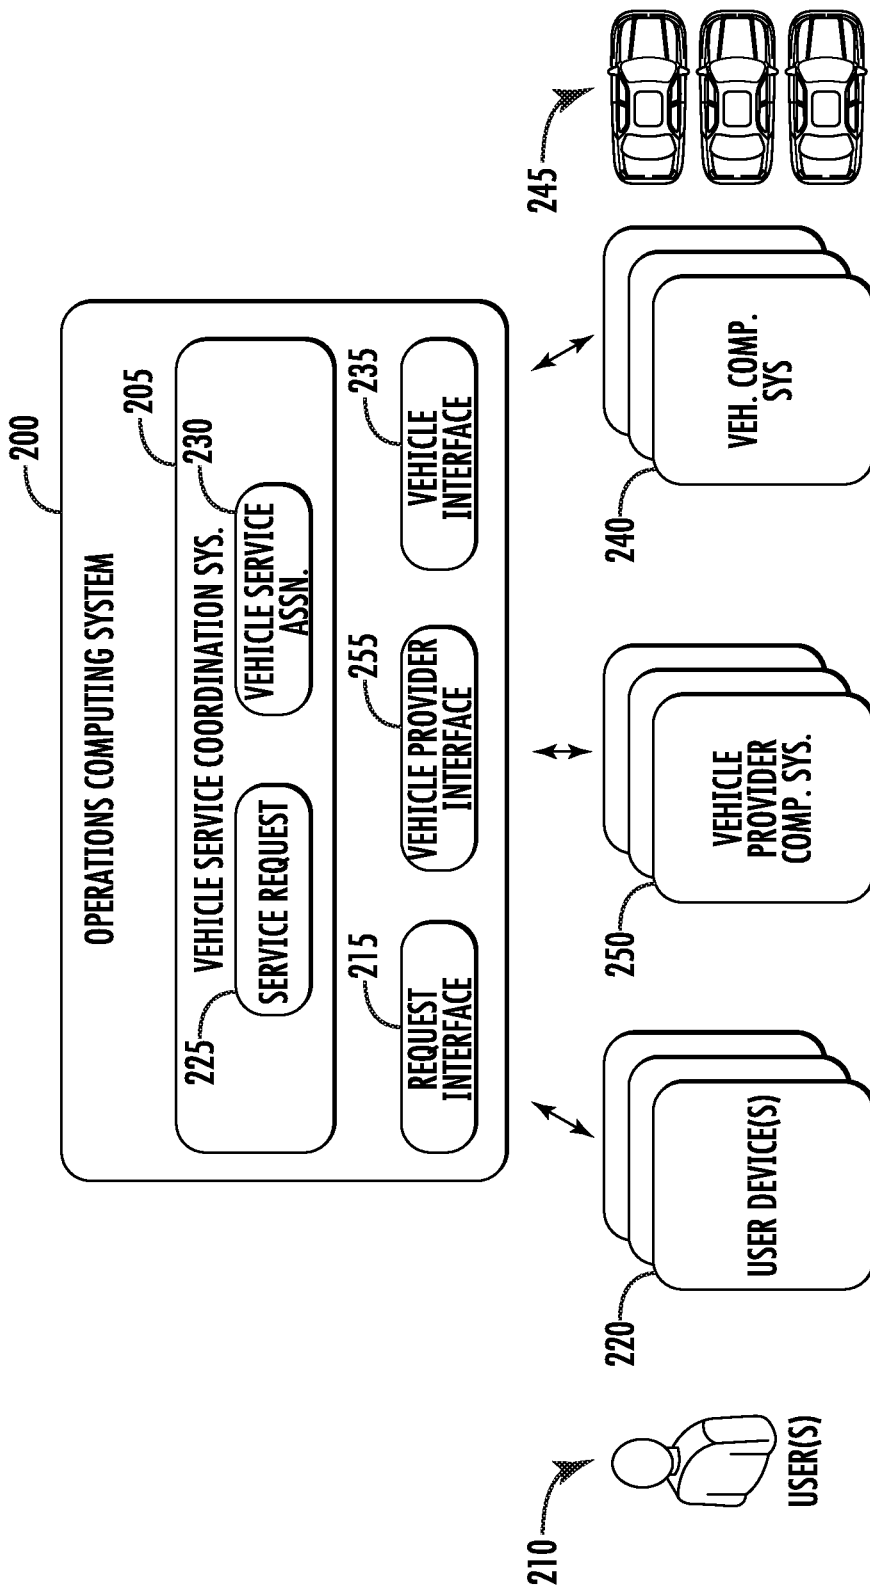 200
OPERATIONS COMPUTING SYSTEM
205
VEHICLE SERVICE COORDINATION SYS.
225
SERVICE REQUEST
230
VEHICLE SERVICE
ASSN.
215
REQUEST
INTERFACE
255
VEHICLE PROVIDER
INTERFACE
235
VEHICLE
INTERFACE
210
USER(S)
220
USER DEVICE(S)
250
VEHICLE
PROVIDER
COMP. SYS.
240
VEH. COMP.
SYS
245